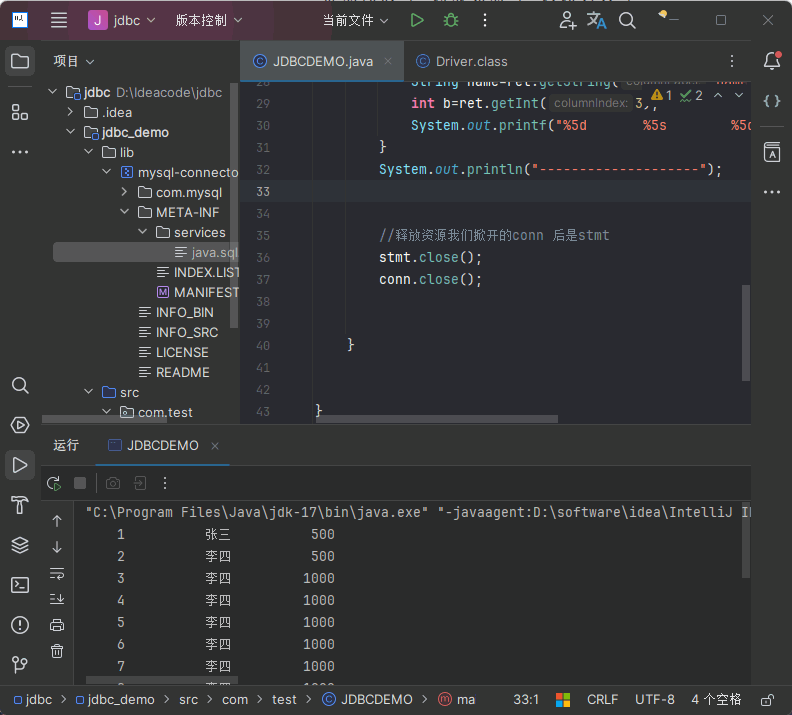 J jdbc 版本控制 当前文件
项目
JDBCDEMO.java
Driver.class
jdbc D:\Ideacode\jdbc
.idea
jdbc_demo
lib
mysql-connecto
com.mysql
META-INF
services
java.sql
INDEX.LIST
MANIFEST
INFO_BIN
INFO_SRC
LICENSE
README
src
com.test
1 2
29 int b=ret.getInt( columnIndex: 3);
30 System.out.printf("%5d %5s %5d
31 }
32 System.out.println("--------------------");
33
34
35 //释放资源我们掀开的conn 后是stmt
36 stmt.close();
37 conn.close();
38
39
40 }
41
42
43 }
运行 JDBCDEMO
"C:\Program Files\Java\jdk-17\bin\java.exe" "-javaagent:D:\software\idea\IntelliJ
1 张三 500
2 李四 500
3 李四 1000
4 李四 1000
5 李四 1000
6 李四 1000
7 李四 1000
jdbc > jdbc_demo > src > com > test > JDBCDEMO > ma 33:1 CRLF UTF-8 4 个空格